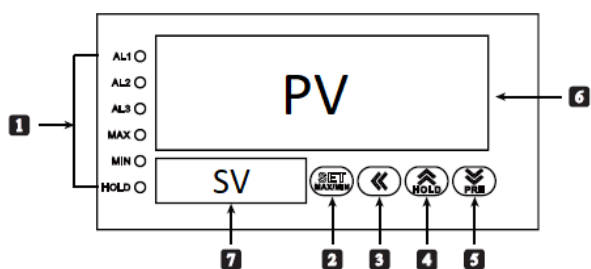 AL1
AL2
AL3
MAX
MIN
HOLD
PV
SV
SET
MAX/MIN
HOLD
PRE
1
6
7
2
3
4
5